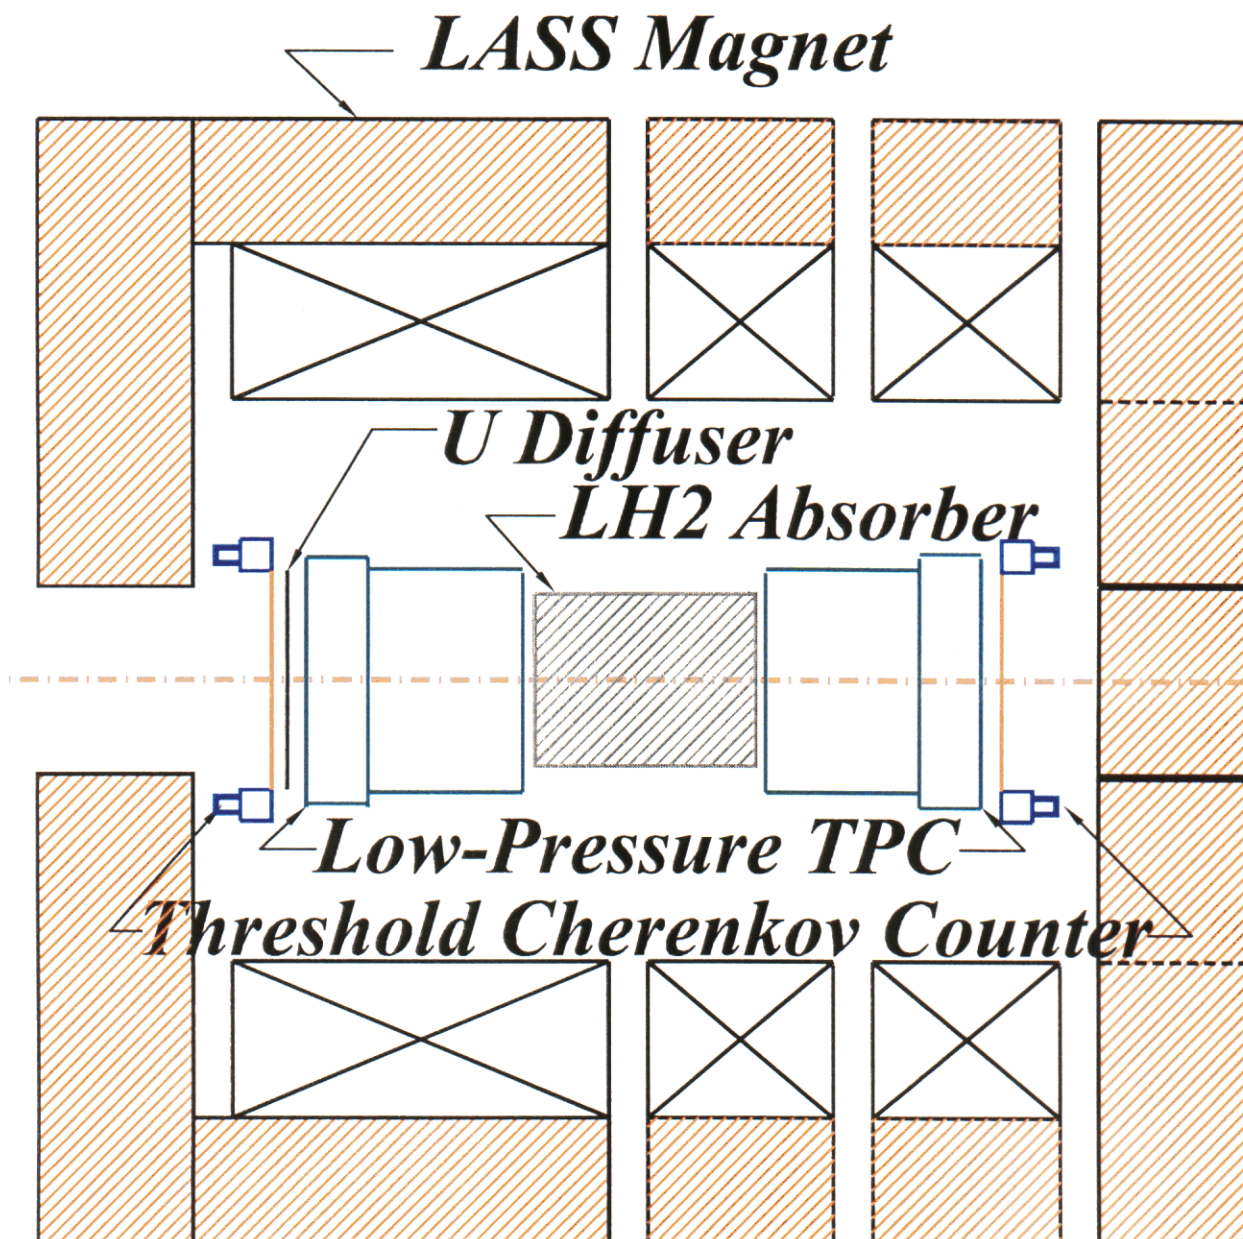 LASS Magnet
U Diffuser
LH2 Absorber
Low-Pressure TPC
Threshold Cherenkov Counter